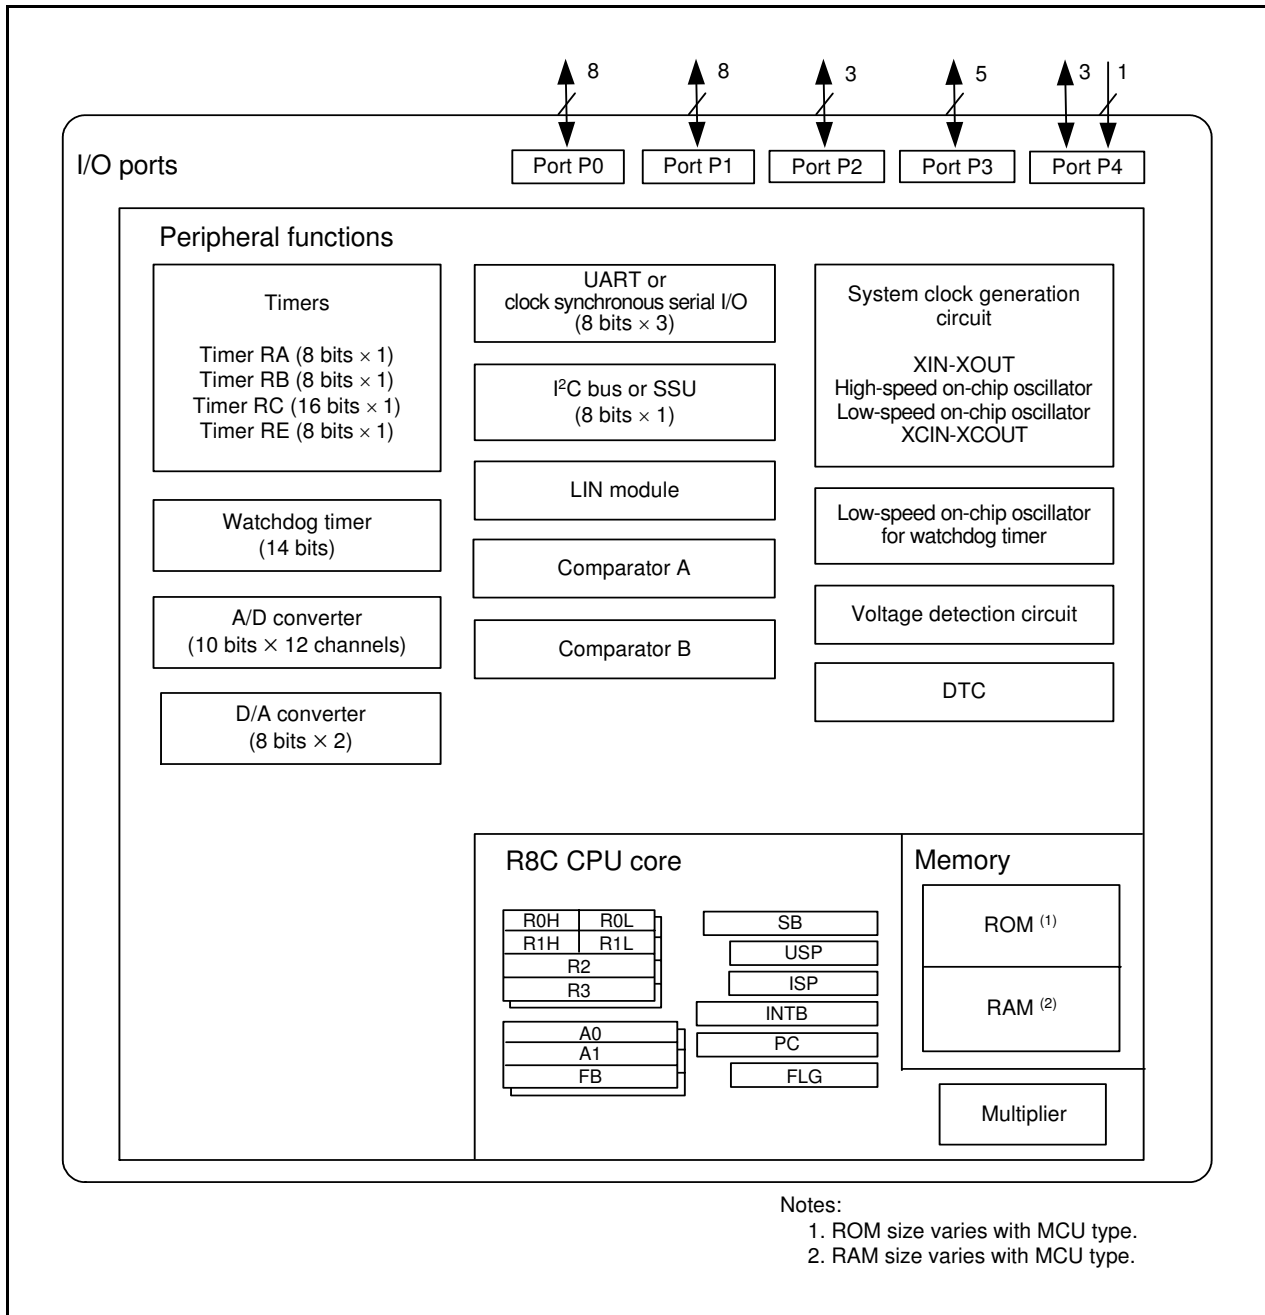 8 8 3 5 3 1
I/O ports
Port P0 Port P1 Port P2 Port P3 Port P4
Peripheral functions
Timers
Timer RA (8 bits × 1)
Timer RB (8 bits × 1)
Timer RC (16 bits × 1)
Timer RE (8 bits × 1)
Watchdog timer
(14 bits)
A/D converter
(10 bits × 12 channels)
D/A converter
(8 bits × 2)
UART or
clock synchronous serial I/O
(8 bits × 3)
I²C bus or SSU
(8 bits × 1)
LIN module
Comparator A
Comparator B
System clock generation
circuit
XIN-XOUT
High-speed on-chip oscillator
Low-speed on-chip oscillator
XCIN-XCOUT
Low-speed on-chip oscillator
for watchdog timer
Voltage detection circuit
DTC
R8C CPU core
R0H R0L
R1H R1L
R2
R3
A0
A1
FB
SB
USP
ISP
INTB
PC
FLG
Memory
ROM (1)
RAM (2)
Multiplier
Notes:
1. ROM size varies with MCU type.
2. RAM size varies with MCU type.